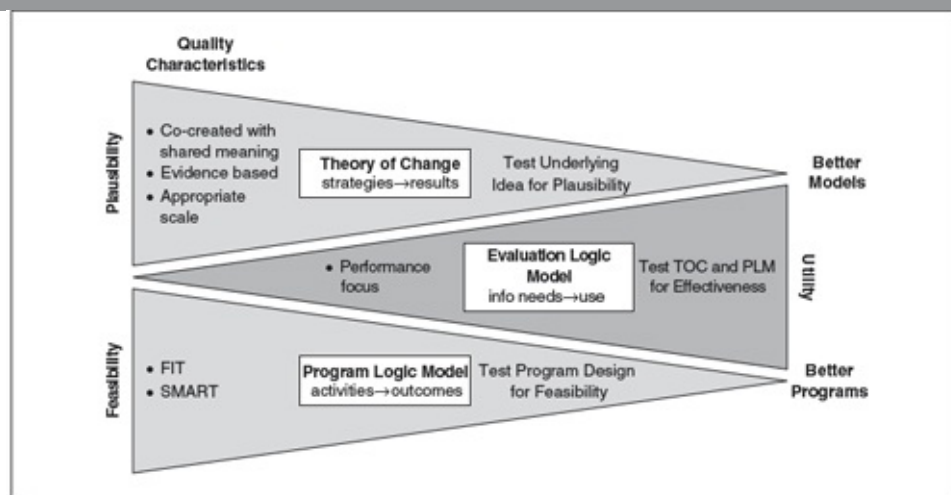 Quality
Characteristics
Plausibility
• Co-created with
shared meaning
• Evidence based
• Appropriate
scale
Theory of Change
strategies→results
Test Underlying
Idea for Plausibility
Better
Models
• Performance
focus
Evaluation Logic
Model
info needs→use
Test TOC and PLM
for Effectiveness
Utility
Feasibility
• FIT
• SMART
Program Logic Model
activities→outcomes
Test Program Design
for Feasibility
Better
Programs